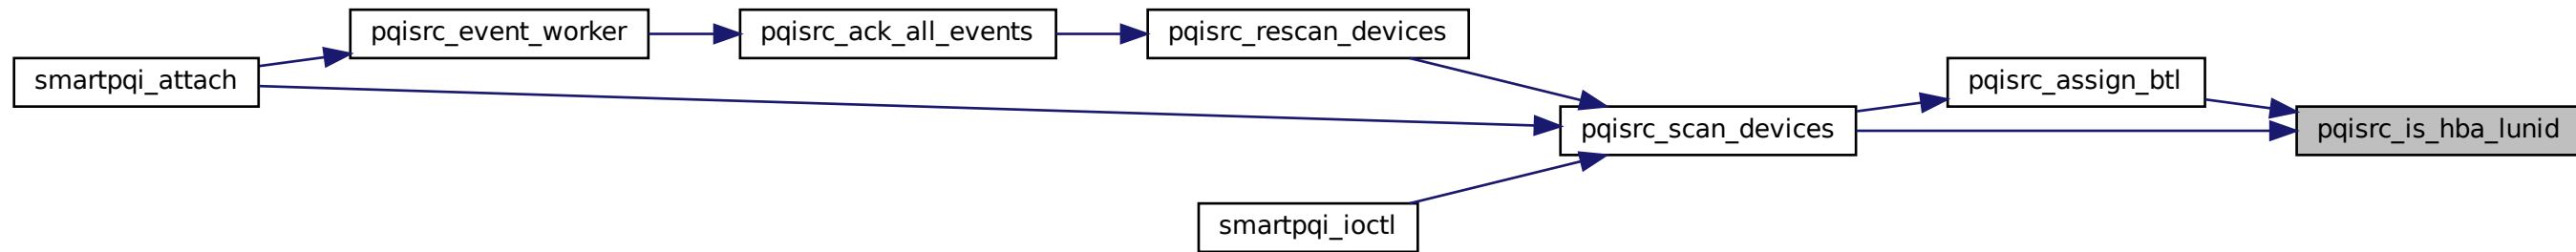 smartpqi_attach
pqisrc_event_worker
pqisrc_ack_all_events
pqisrc_rescan_devices
pqisrc_scan_devices
smartpqi_ioctl
pqisrc_assign_btl
pqisrc_is_hba_lunid